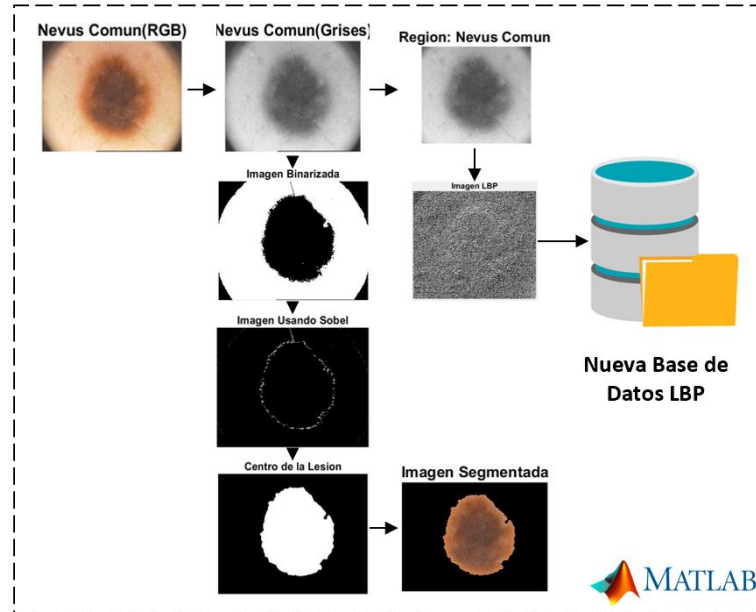 Nevus Comun(RGB)
Nevus Comun(Grises)
Region: Nevus Comun
Imagen Binarizada
Imagen LBP
Imagen Usando Sobel
Nueva Base de
Datos LBP
Centro de la Lesion
Imagen Segmentada
MATLAB